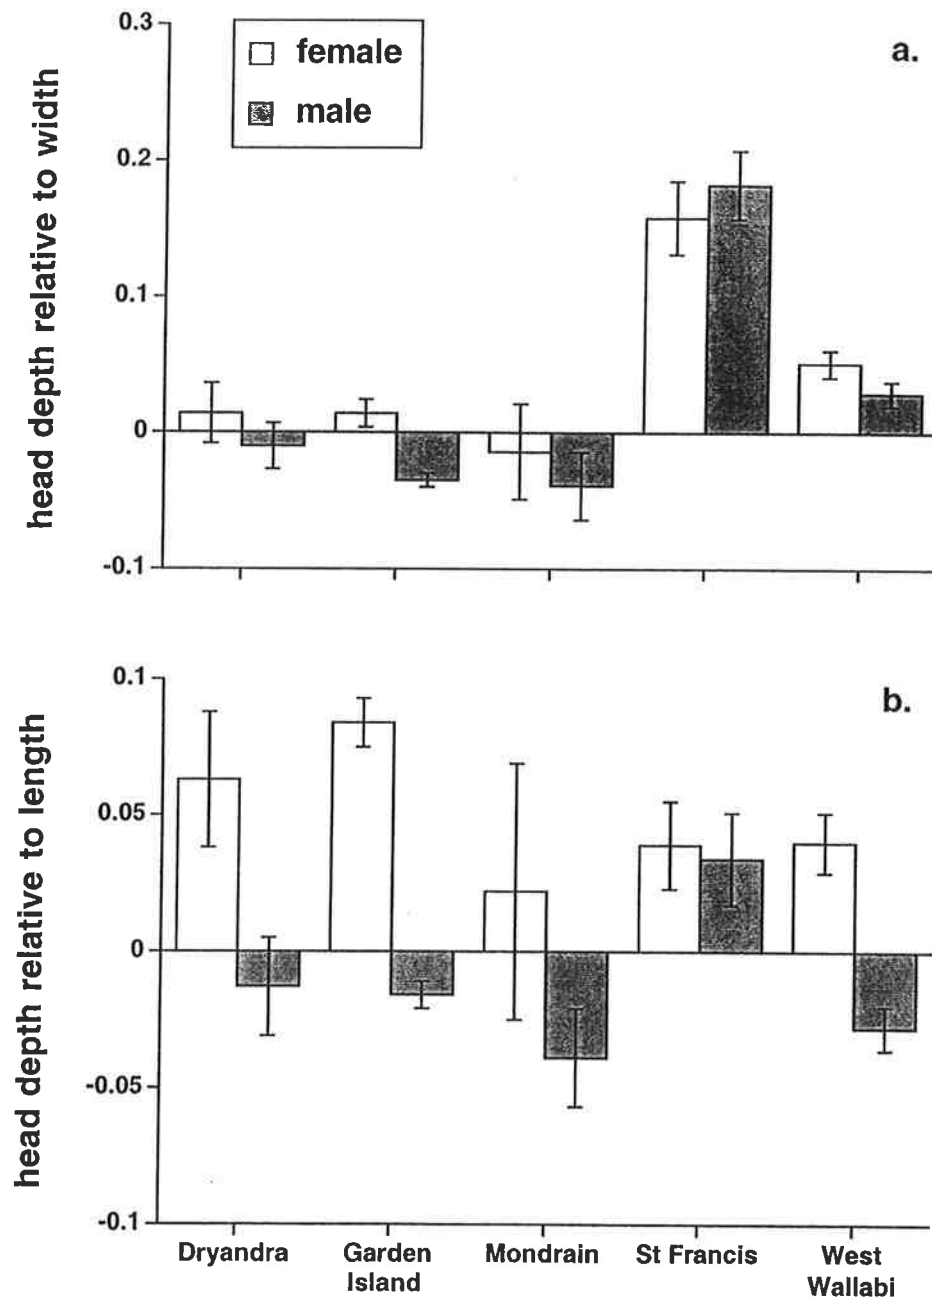 0.3
female
male
a.
0.2
0.1
0
-0.1
head depth relative to width
0.1
b.
0.05
0
-0.05
-0.1
head depth relative to length
Dryandra
Garden
Island
Mondrain
St Francis
West
Wallabi